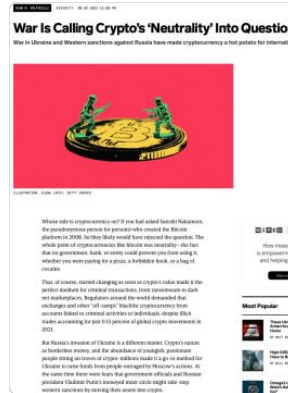 War Is Calling Crypto's 'Neutrality' Into Questio
War in Ukraine and Western sanctions against Russia have made cryptocurrency a hot potato for internati
Whose side is cryptocurrency on? If you had asked Satoshi Nakamoto,
the pseudonymous person (or persons) who created the Bitcoin
platform in 2008, he/they likely would have rejected the question. The
whole point of cryptocurrencies like bitcoin was neutrality—the fact
that no government, bank, or entity could prevent you from using it,
whether you were paying for a pizza, a forbidden book, or a bag of
cocaine.
That, of course, started changing as soon as crypto's value made it the
perfect medium for criminal transactions, from ransomware to dark
net marketplaces. Regulators around the world demanded that
exchanges and other "off-ramps" blacklist cryptocurrency from
accounts linked to criminal activities or individuals, despite illicit
trades accounting for just 0.15 percent of global crypto movements in
2021.
But Russia's invasion of Ukraine is a different matter: Crypto's nature
as borderless money, and the abundance of youngish, passionate
people sitting on troves of crypto-millions made it a go-to method for
Ukraine to raise funds from people outraged by Moscow's actions. At
the same time there were fears that government officials and Russian
president Vladimir Putin's moneyed inner circle might side-step
western sanctions by moving their assets into crypto.
WIRED
How mixed
is empowerin
and helping
Most Popular